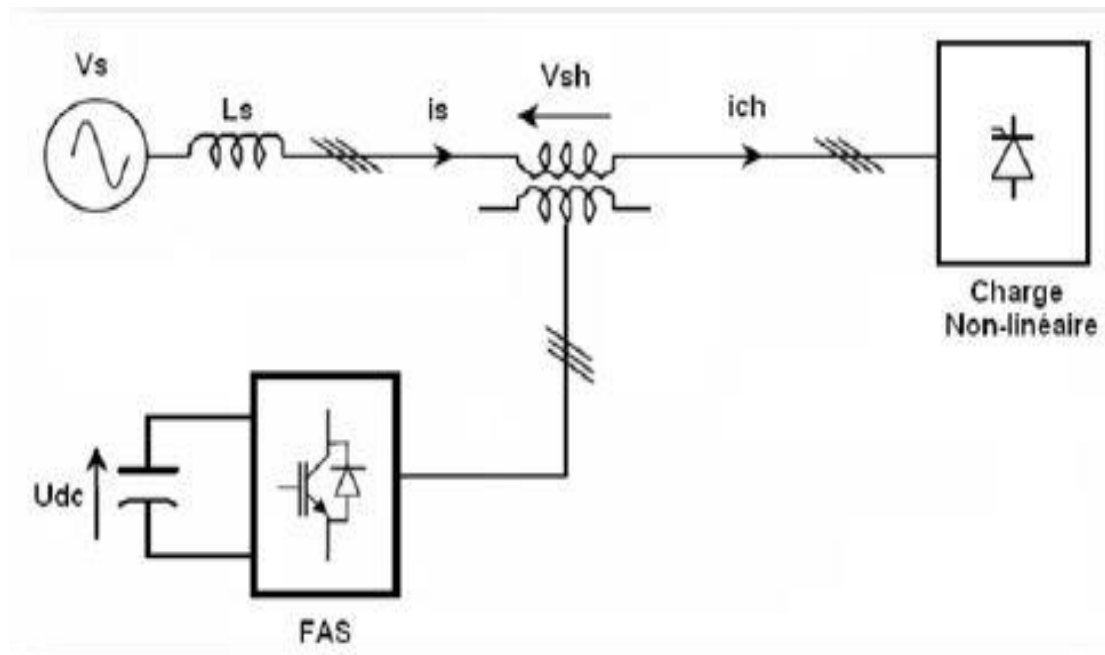 Vs
Ls
is
Vsh
ich
Charge
Non-linéaire
Udc
FAS